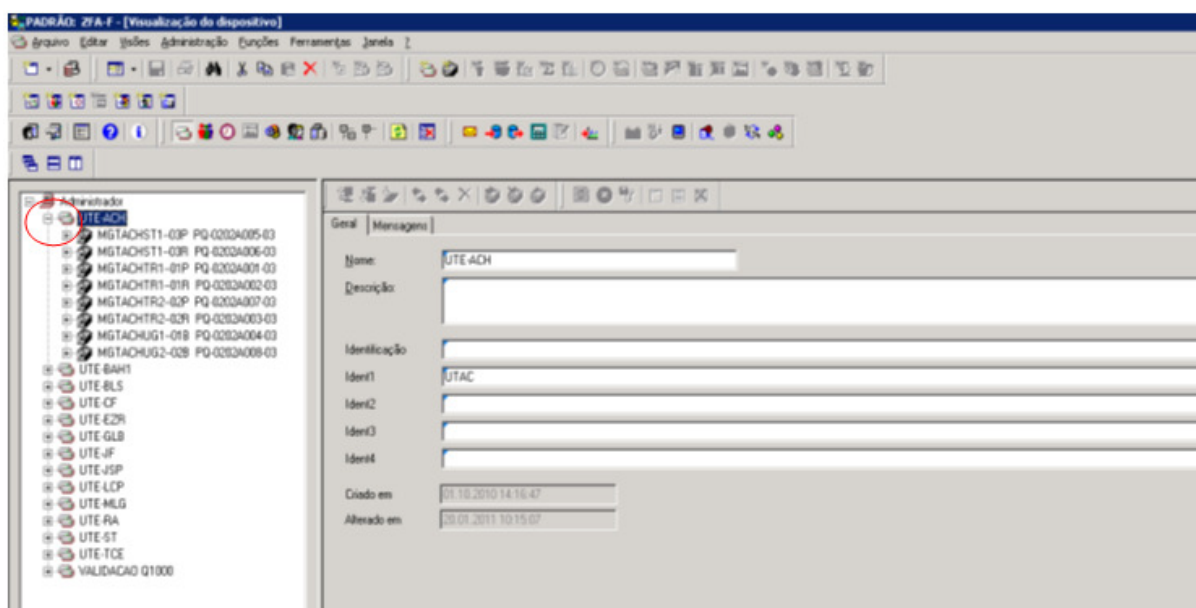 PADRÃO: ZFA-F - [Visualização do dispositivo]
Arquivo Editar Visões Administração Funções Ferramentas Janela ?
Administrador
UTE-ACH
MGTACHST1-03P PQ-0202A005-03
MGTACHST1-03R PQ-0202A006-03
MGTACHTR1-01P PQ-0202A001-03
MGTACHTR1-01R PQ-0202A002-03
MGTACHTR2-02P PQ-0202A007-03
MGTACHTR2-02R PQ-0202A003-03
MGTACHUG1-01B PQ-0202A004-03
MGTACHUG2-02B PQ-0202A008-03
UTE-BAH1
UTE-BLS
UTE-CF
UTE-EZR
UTE-GLB
UTE-JF
UTE-JSP
UTE-LCP
UTE-MLG
UTE-RA
UTE-ST
UTE-TCE
VALIDACAO Q1000
Geral Mensagens
Nome: UTE-ACH
Descrição:
Identificação
Ident1 UTAC
Ident2
Ident3
Ident4
Criado em 01.10.2010 14:16:47
Alterado em 28.01.2011 10:15:07